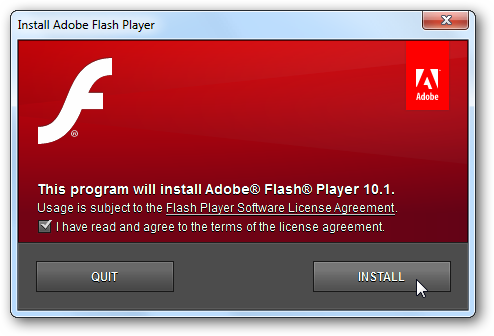 Install Adobe Flash Player
Adobe
This program will install Adobe® Flash® Player 10.1.
Usage is subject to the Flash Player Software License Agreement.
I have read and agree to the terms of the license agreement.
QUIT
INSTALL